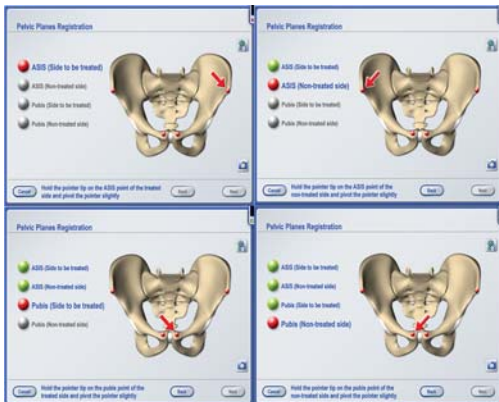 Pelvic Planes Registration
ASIS (Side to be treated)
ASIS (Non-treated side)
Pubis (Side to be treated)
Pubis (Non-treated side)
Cancel
Hold the pointer tip on the ASIS point of the treated
side and pivot the pointer slightly
Back
Next
Pelvic Planes Registration
ASIS (Side to be treated)
ASIS (Non-treated side)
Pubis (Side to be treated)
Pubis (Non-treated side)
Cancel
Hold the pointer tip on the ASIS point of the
non-treated side and pivot the pointer slightly
Back
Next
Pelvic Planes Registration
ASIS (Side to be treated)
ASIS (Non-treated side)
Pubis (Side to be treated)
Pubis (Non-treated side)
Cancel
Hold the pointer tip on the pubis point of the
treated side and pivot the pointer slightly
Back
Next
Pelvic Planes Registration
ASIS (Side to be treated)
ASIS (Non-treated side)
Pubis (Side to be treated)
Pubis (Non-treated side)
Cancel
Hold the pointer tip on the pubis point of the
non-treated side and pivot the pointer slightly
Back
Next